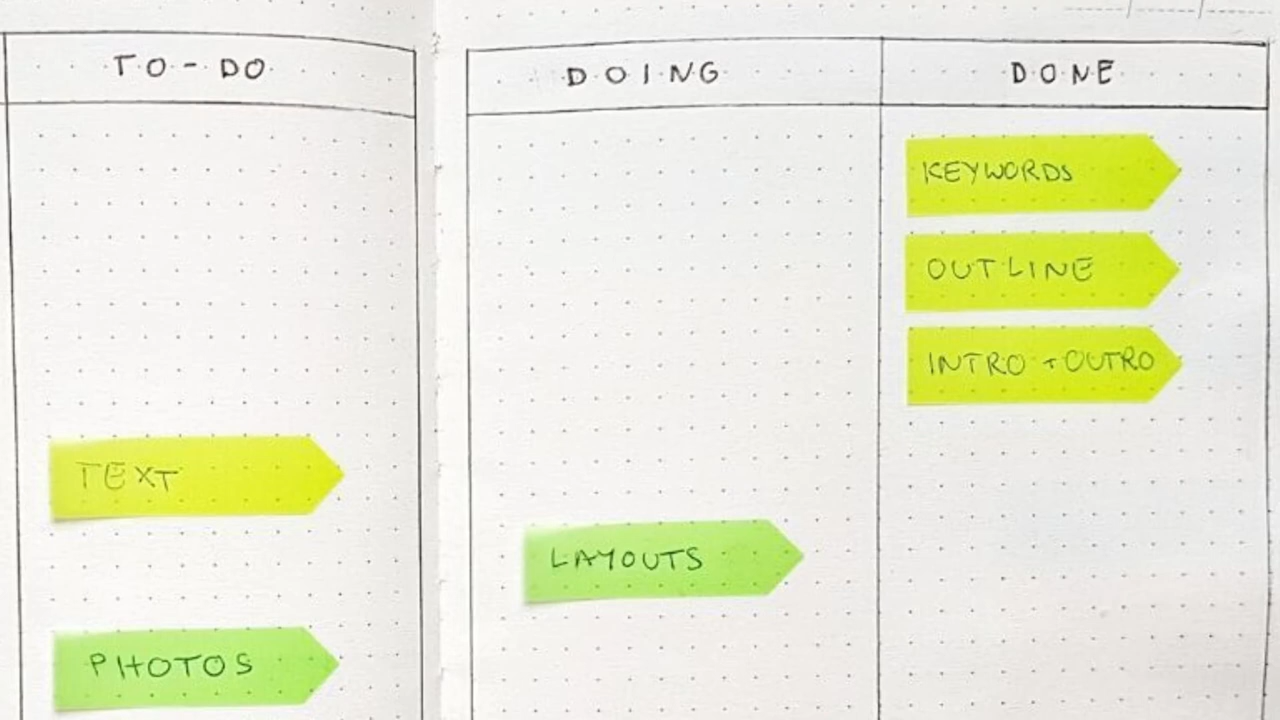 TO-DO
DOING
DONE
KEYWORDS
OUTLINE
INTRO + OUTRO
TEXT
LAYOUTS
PHOTOS